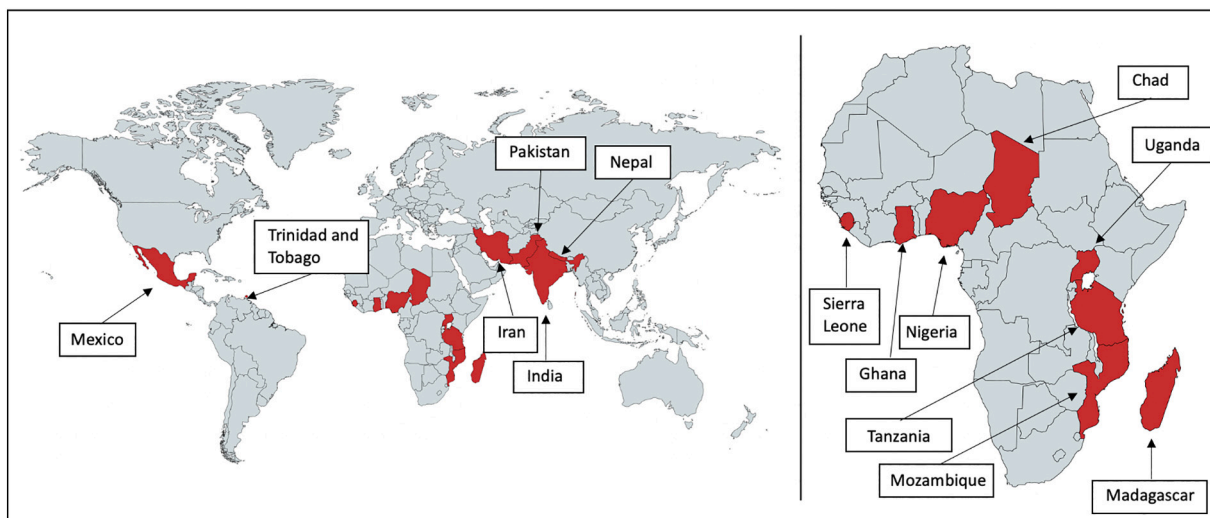 Pakistan
Nepal
Trinidad and
Tobago
Mexico
Iran
India
Chad
Uganda
Sierra
Leone
Nigeria
Ghana
Tanzania
Mozambique
Madagascar